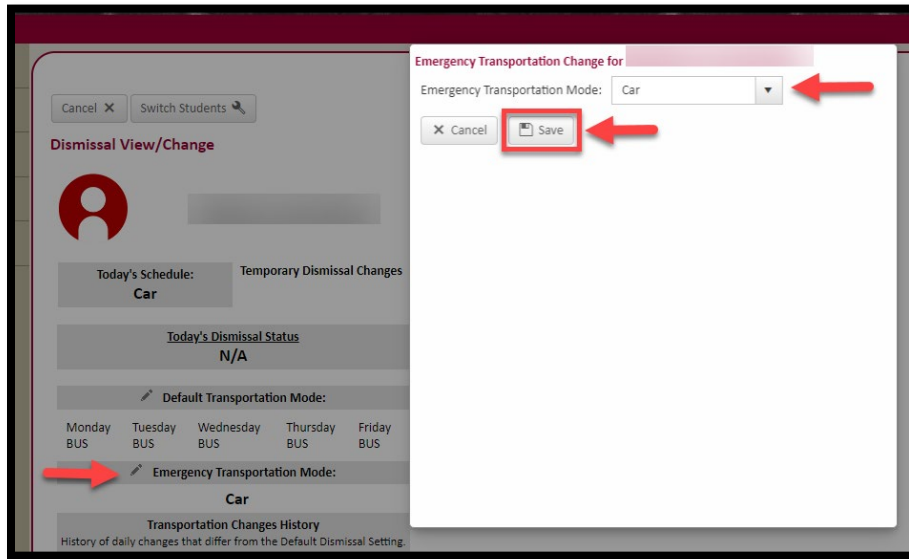 Cancel Switch Students
Dismissal View/Change
Today's Schedule:
Car
Temporary Dismissal Changes
Today's Dismissal Status
N/A
Default Transportation Mode:
Monday Tuesday Wednesday Thursday Friday
BUS BUS BUS BUS BUS
Emergency Transportation Mode:
Car
Transportation Changes History
History of daily changes that differ from the Default Dismissal Setting.
Emergency Transportation Change for
Emergency Transportation Mode: Car
Cancel Save